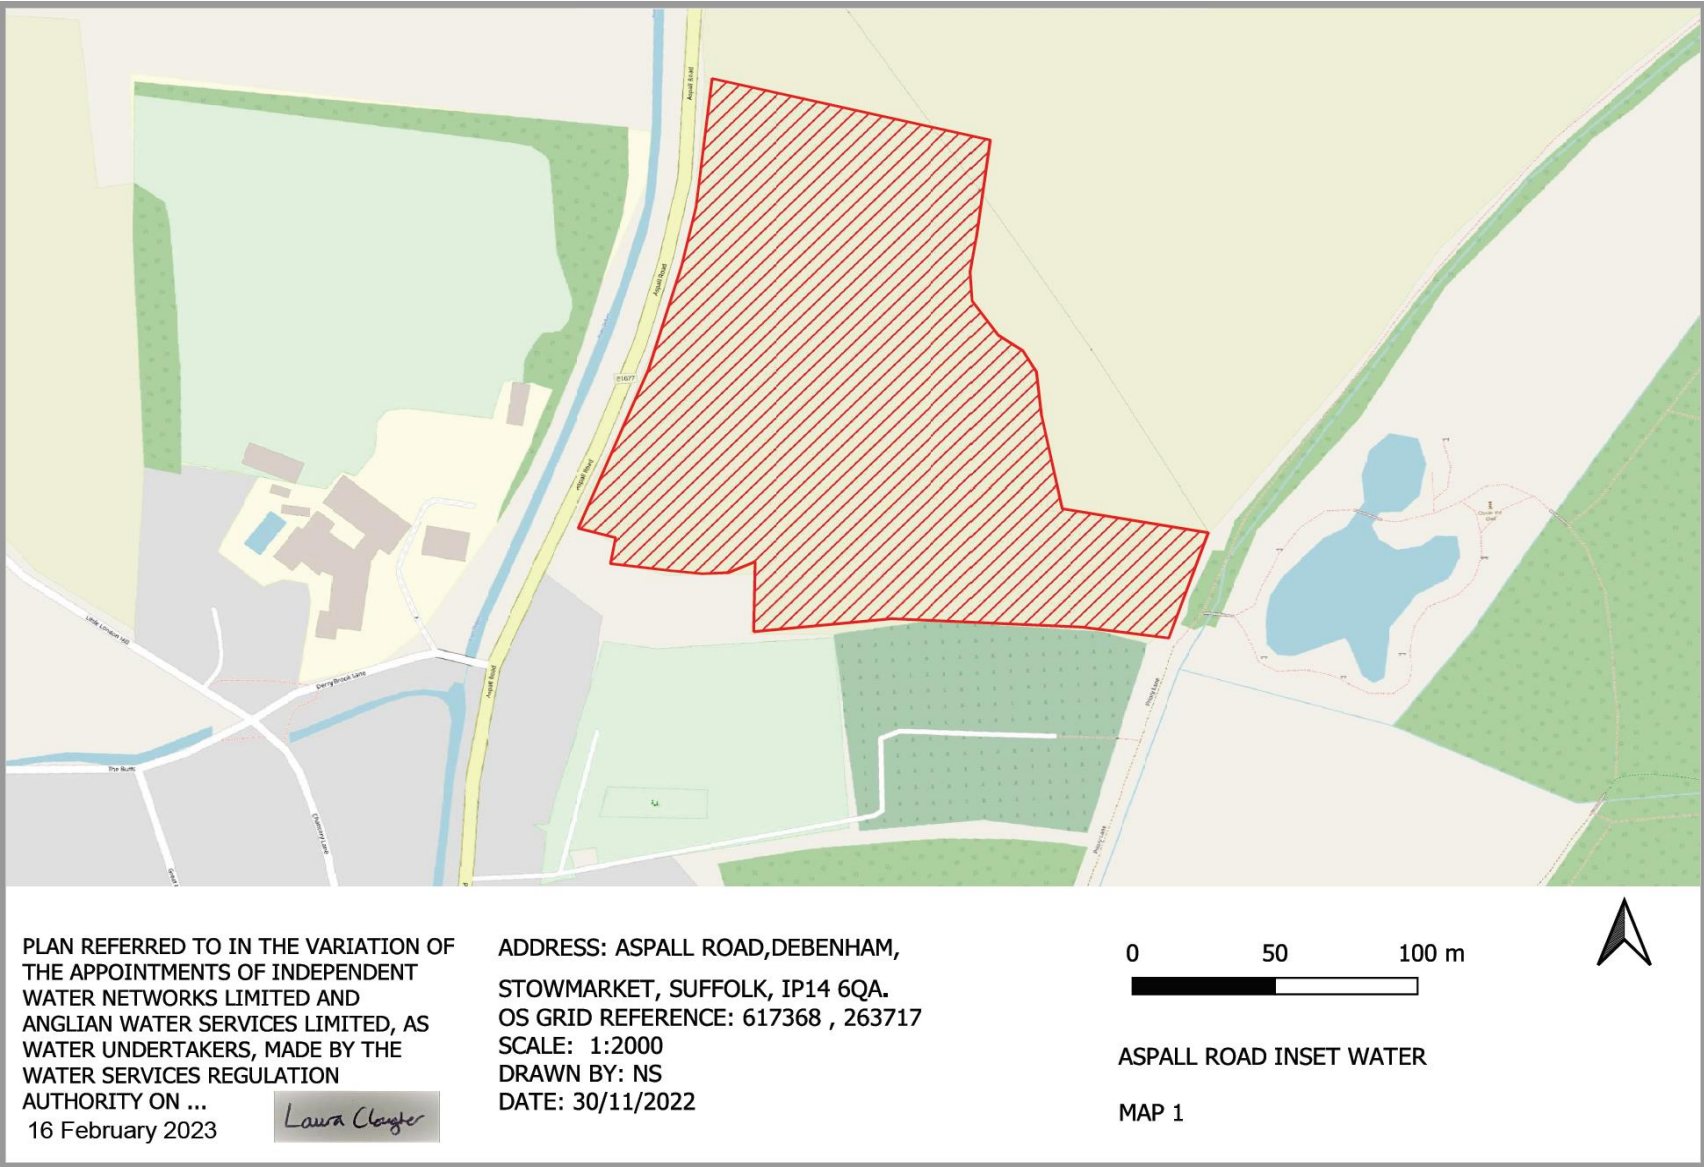 Aspall Road
Aspall Road
B1077
Aspall Road
Little London Hill
Derrybrook Lane
Aspall Road
The Butts
Chancery Lane
Priory Lane
Priory Lane
PLAN REFERRED TO IN THE VARIATION OF
THE APPOINTMENTS OF INDEPENDENT
WATER NETWORKS LIMITED AND
ANGLIAN WATER SERVICES LIMITED, AS
WATER UNDERTAKERS, MADE BY THE
WATER SERVICES REGULATION
AUTHORITY ON ...
16 February 2023
Laura Clougher
ADDRESS: ASPALL ROAD,DEBENHAM,
STOWMARKET, SUFFOLK, IP14 6QA.
OS GRID REFERENCE: 617368 , 263717
SCALE: 1:2000
DRAWN BY: NS
DATE: 30/11/2022
0 50 100 m
ASPALL ROAD INSET WATER
MAP 1